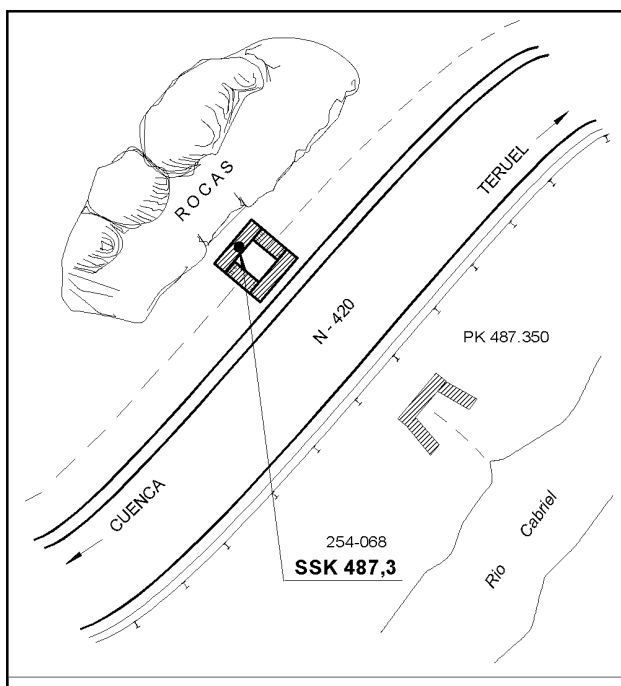 ROCAS
TERUEL
N - 420
PK 487.350
CUENCA
254-068
SSK 487,3
Rio Cabriel